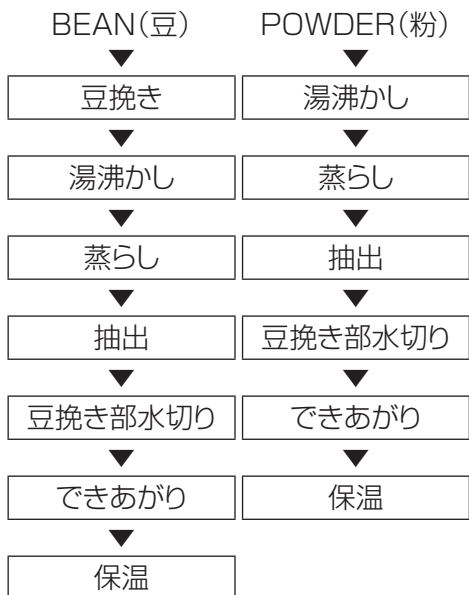 BEAN(豆)
▼
豆挽き
▼
湯沸かし
▼
蒸らし
▼
抽出
▼
豆挽き部水切り
▼
できあがり
▼
保温
POWDER(粉)
▼
湯沸かし
▼
蒸らし
▼
抽出
▼
豆挽き部水切り
▼
できあがり
▼
保温